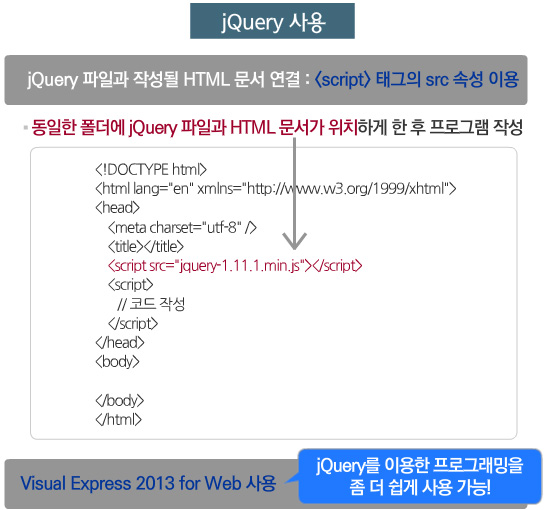 jQuery 사용
jQuery 파일과 작성될 HTML 문서 연결 : <script> 태그의 src 속성 이용
▪ 동일한 폴더에 jQuery 파일과 HTML 문서가 위치하게 한 후 프로그램 작성
<!DOCTYPE html>
<html lang="en" xmlns="http://www.w3.org/1999/xhtml">
<head>
<meta charset="utf-8" />
<title></title>
<script src="jquery-1.11.1.min.js"></script>
<script>
// 코드 작성
</script>
</head>
<body>
</body>
</html>
Visual Express 2013 for Web 사용
jQuery를 이용한 프로그래밍을
좀 더 쉽게 사용 가능!